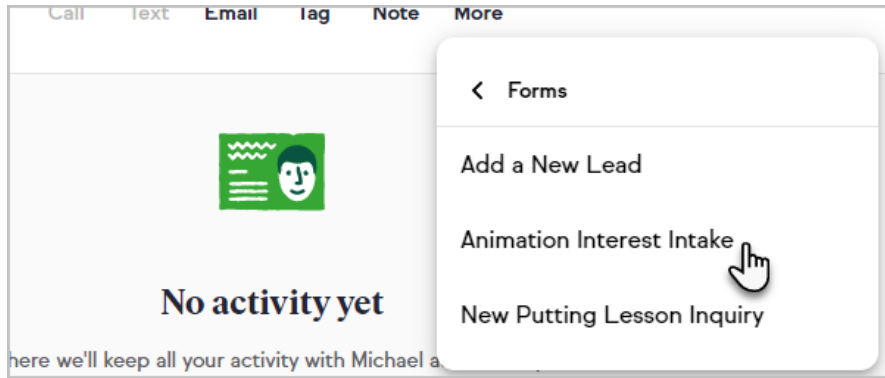 Call Text Email Tag Note More
Forms
Add a New Lead
Animation Interest Intake
New Putting Lesson Inquiry
No activity yet
here we'll keep all your activity with Michael a